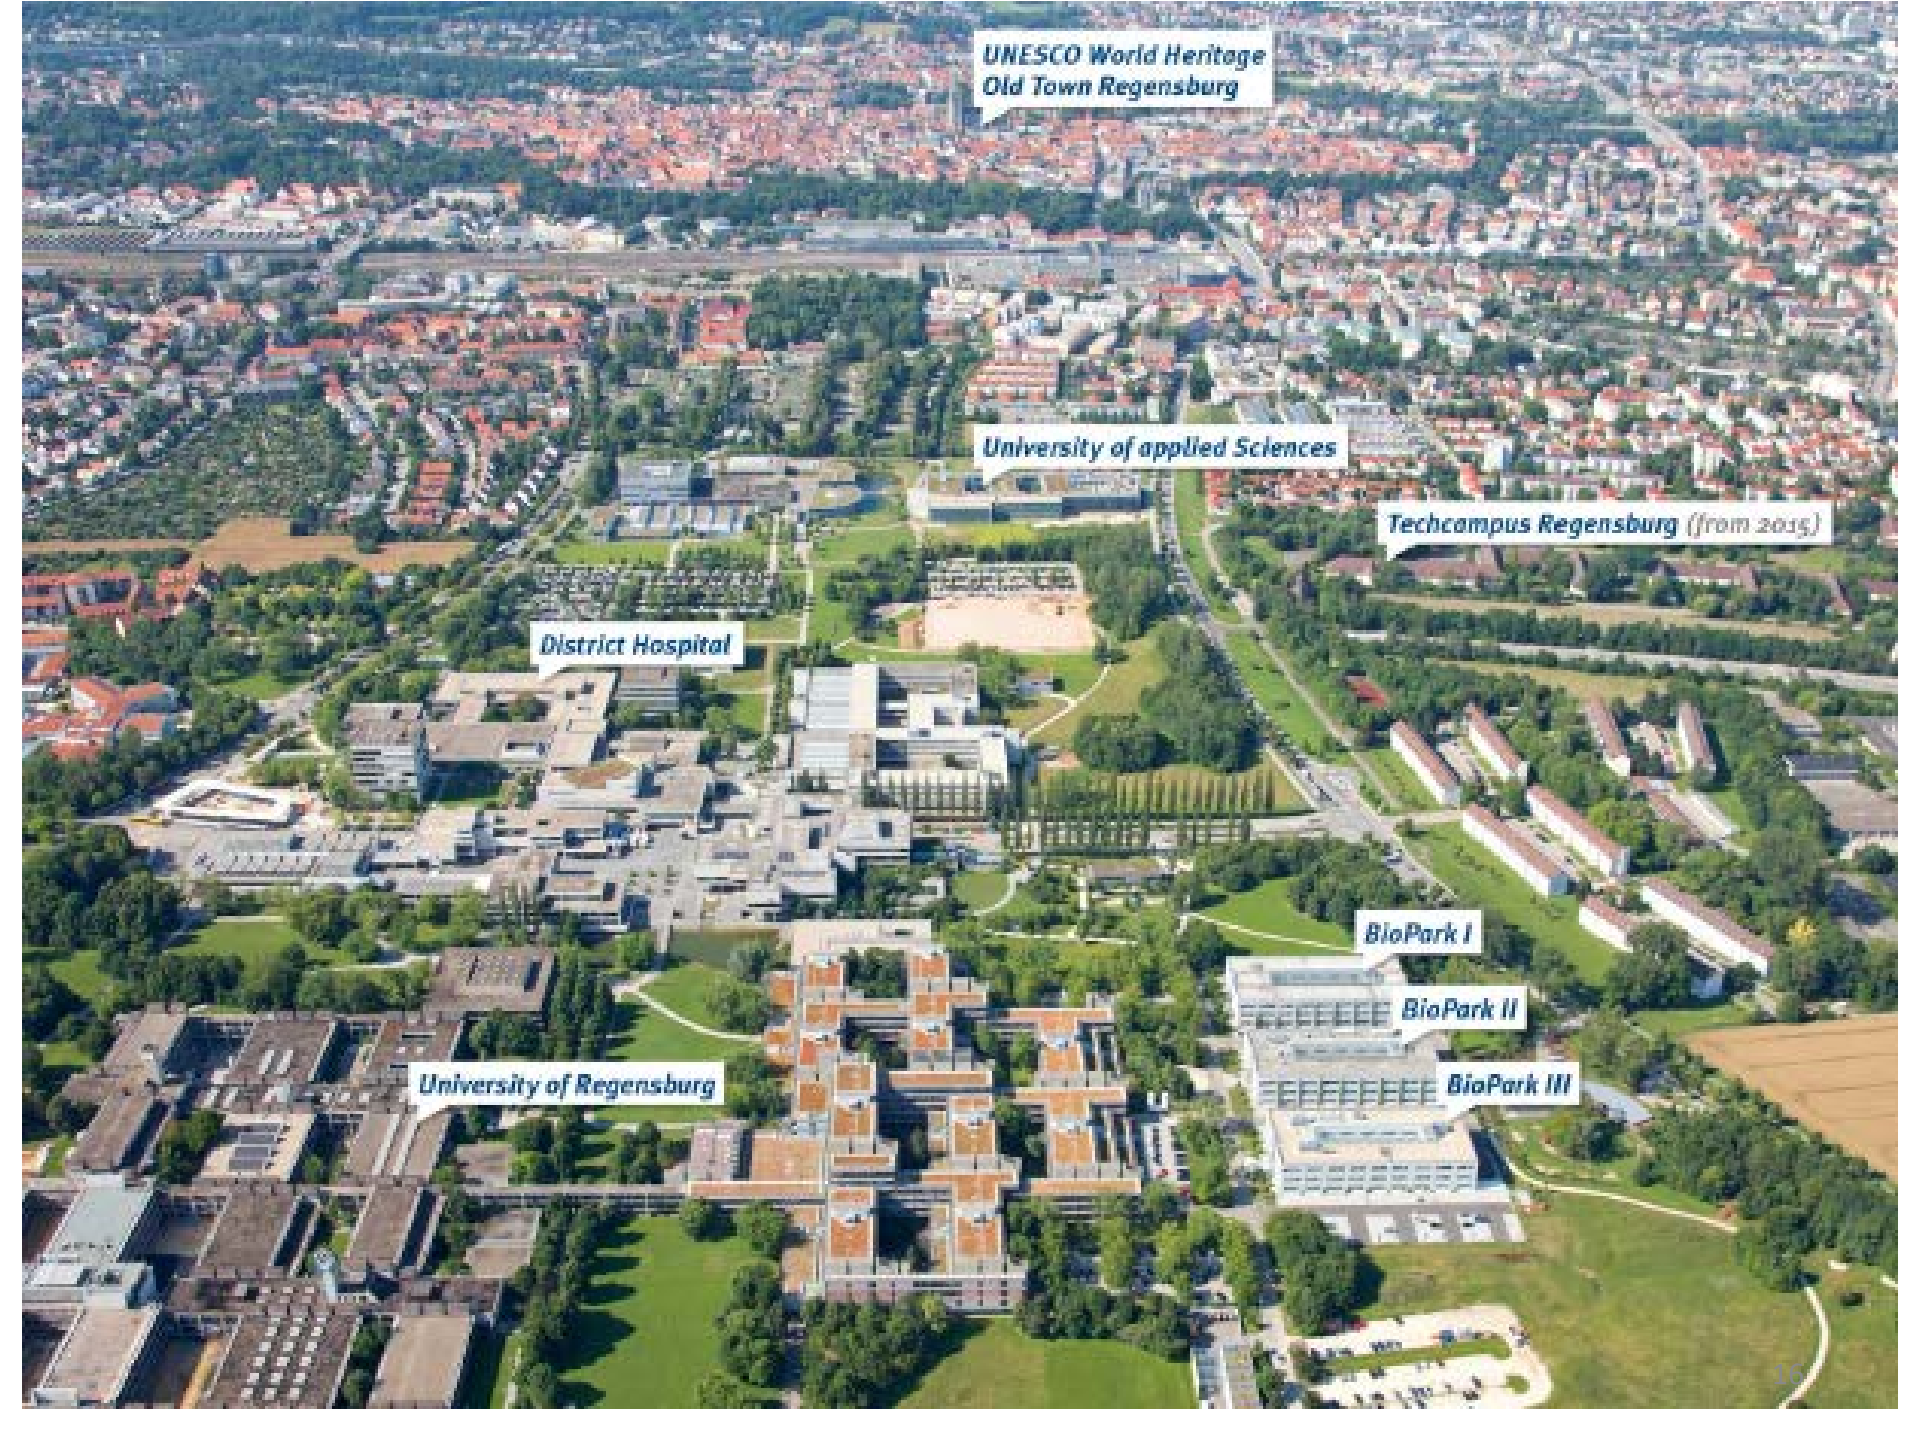 UNESCO World Heritage
Old Town Regensburg
University of applied Sciences
Techcampus Regensburg (from 2015)
District Hospital
BioPark I
BioPark II
BioPark III
University of Regensburg